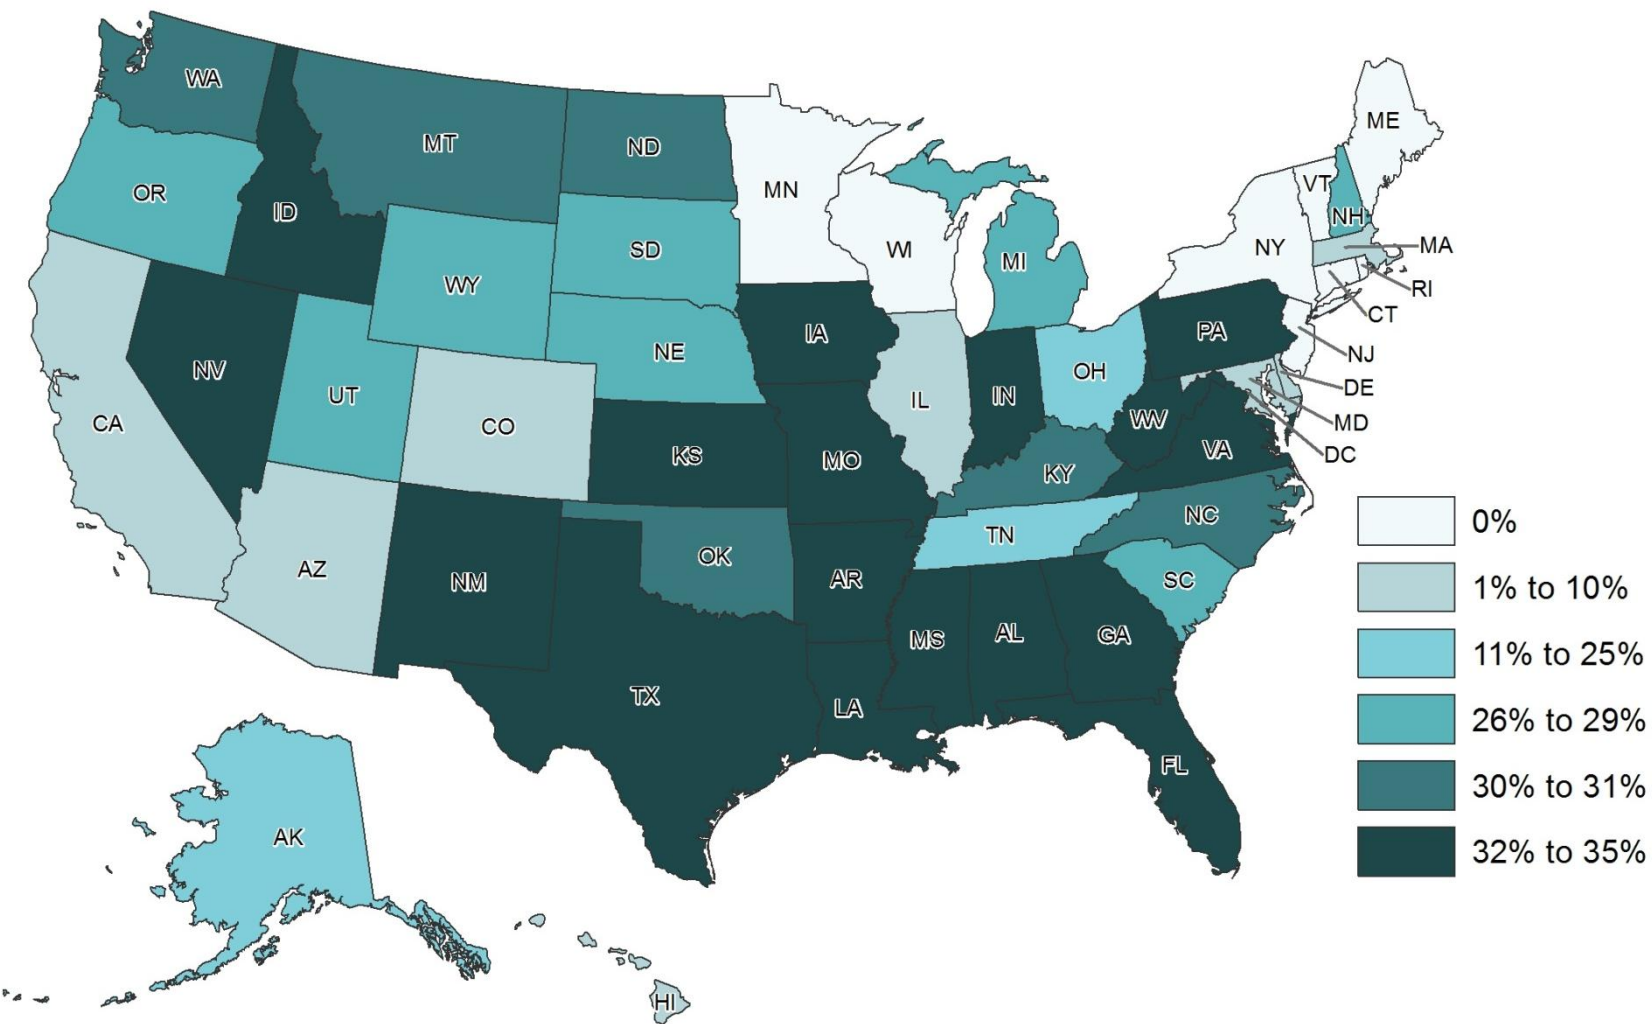 WA
MT
ND
MN
ME
OR
ID
SD
WI
MI
VT
NH
NY
MA
WY
RI
CT
NV
UT
NE
IA
PA
NJ
CA
CO
IL
IN
OH
DE
WV
MD
KS
MO
KY
VA
DC
AZ
NM
OK
AR
TN
NC
SC
TX
LA
MS
AL
GA
FL
AK
HI
0%
1% to 10%
11% to 25%
26% to 29%
30% to 31%
32% to 35%